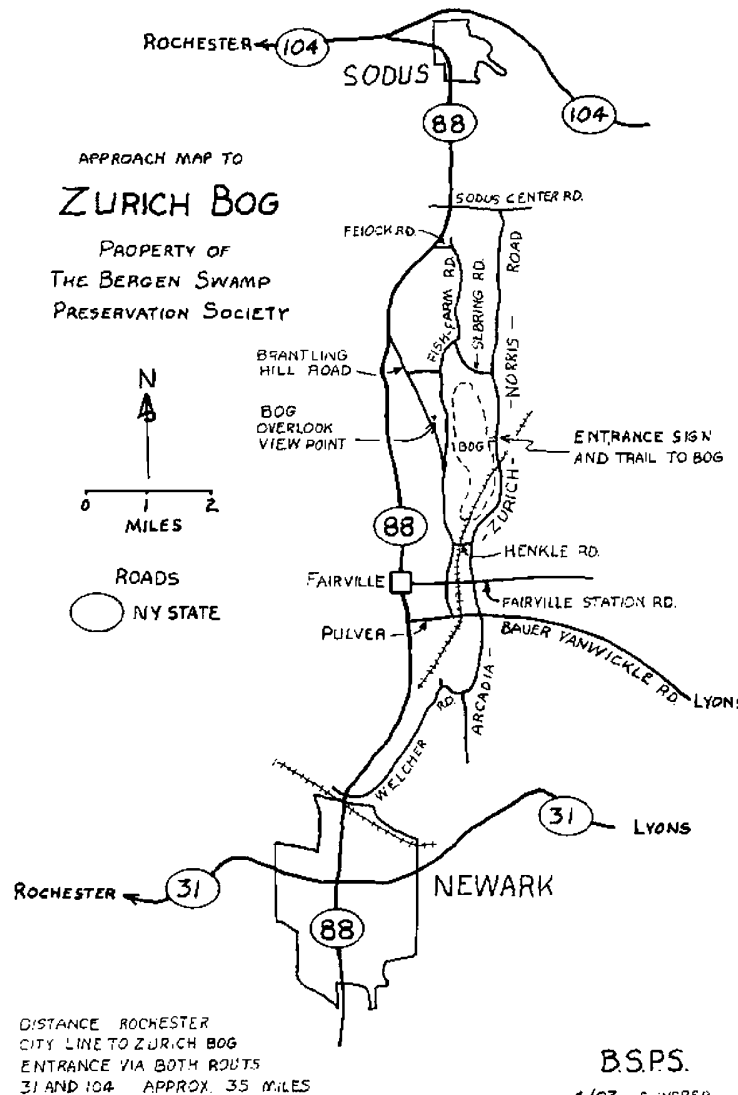 ROCHESTER
104
SODUS
104
88
APPROACH MAP TO
ZURICH BOG
PROPERTY OF
THE BERGEN SWAMP
PRESERVATION SOCIETY
SODUS CENTER RD.
FEIOCK RD.
FISH-FARM RD.
SEBRING RD.
ROAD
-NORRIS-
BRANTLING
HILL ROAD
N
BOG
OVERLOOK
VIEW POINT
BOG
ENTRANCE SIGN
AND TRAIL TO BOG
-ZURICH-
0 1 2
MILES
88
HENKLE RD.
ROADS
NY STATE
FAIRVILLE
FAIRVILLE STATION RD.
PULVER
BAUER VANWICKLE RD.
LYONS
ARCADIA-
WELCHER RD.
31
LYONS
ROCHESTER
31
NEWARK
88
DISTANCE ROCHESTER
CITY LINE TO ZURICH BOG
ENTRANCE VIA BOTH ROUTS
31 AND 104 APPROX. 35 MILES
B.S.P.S.